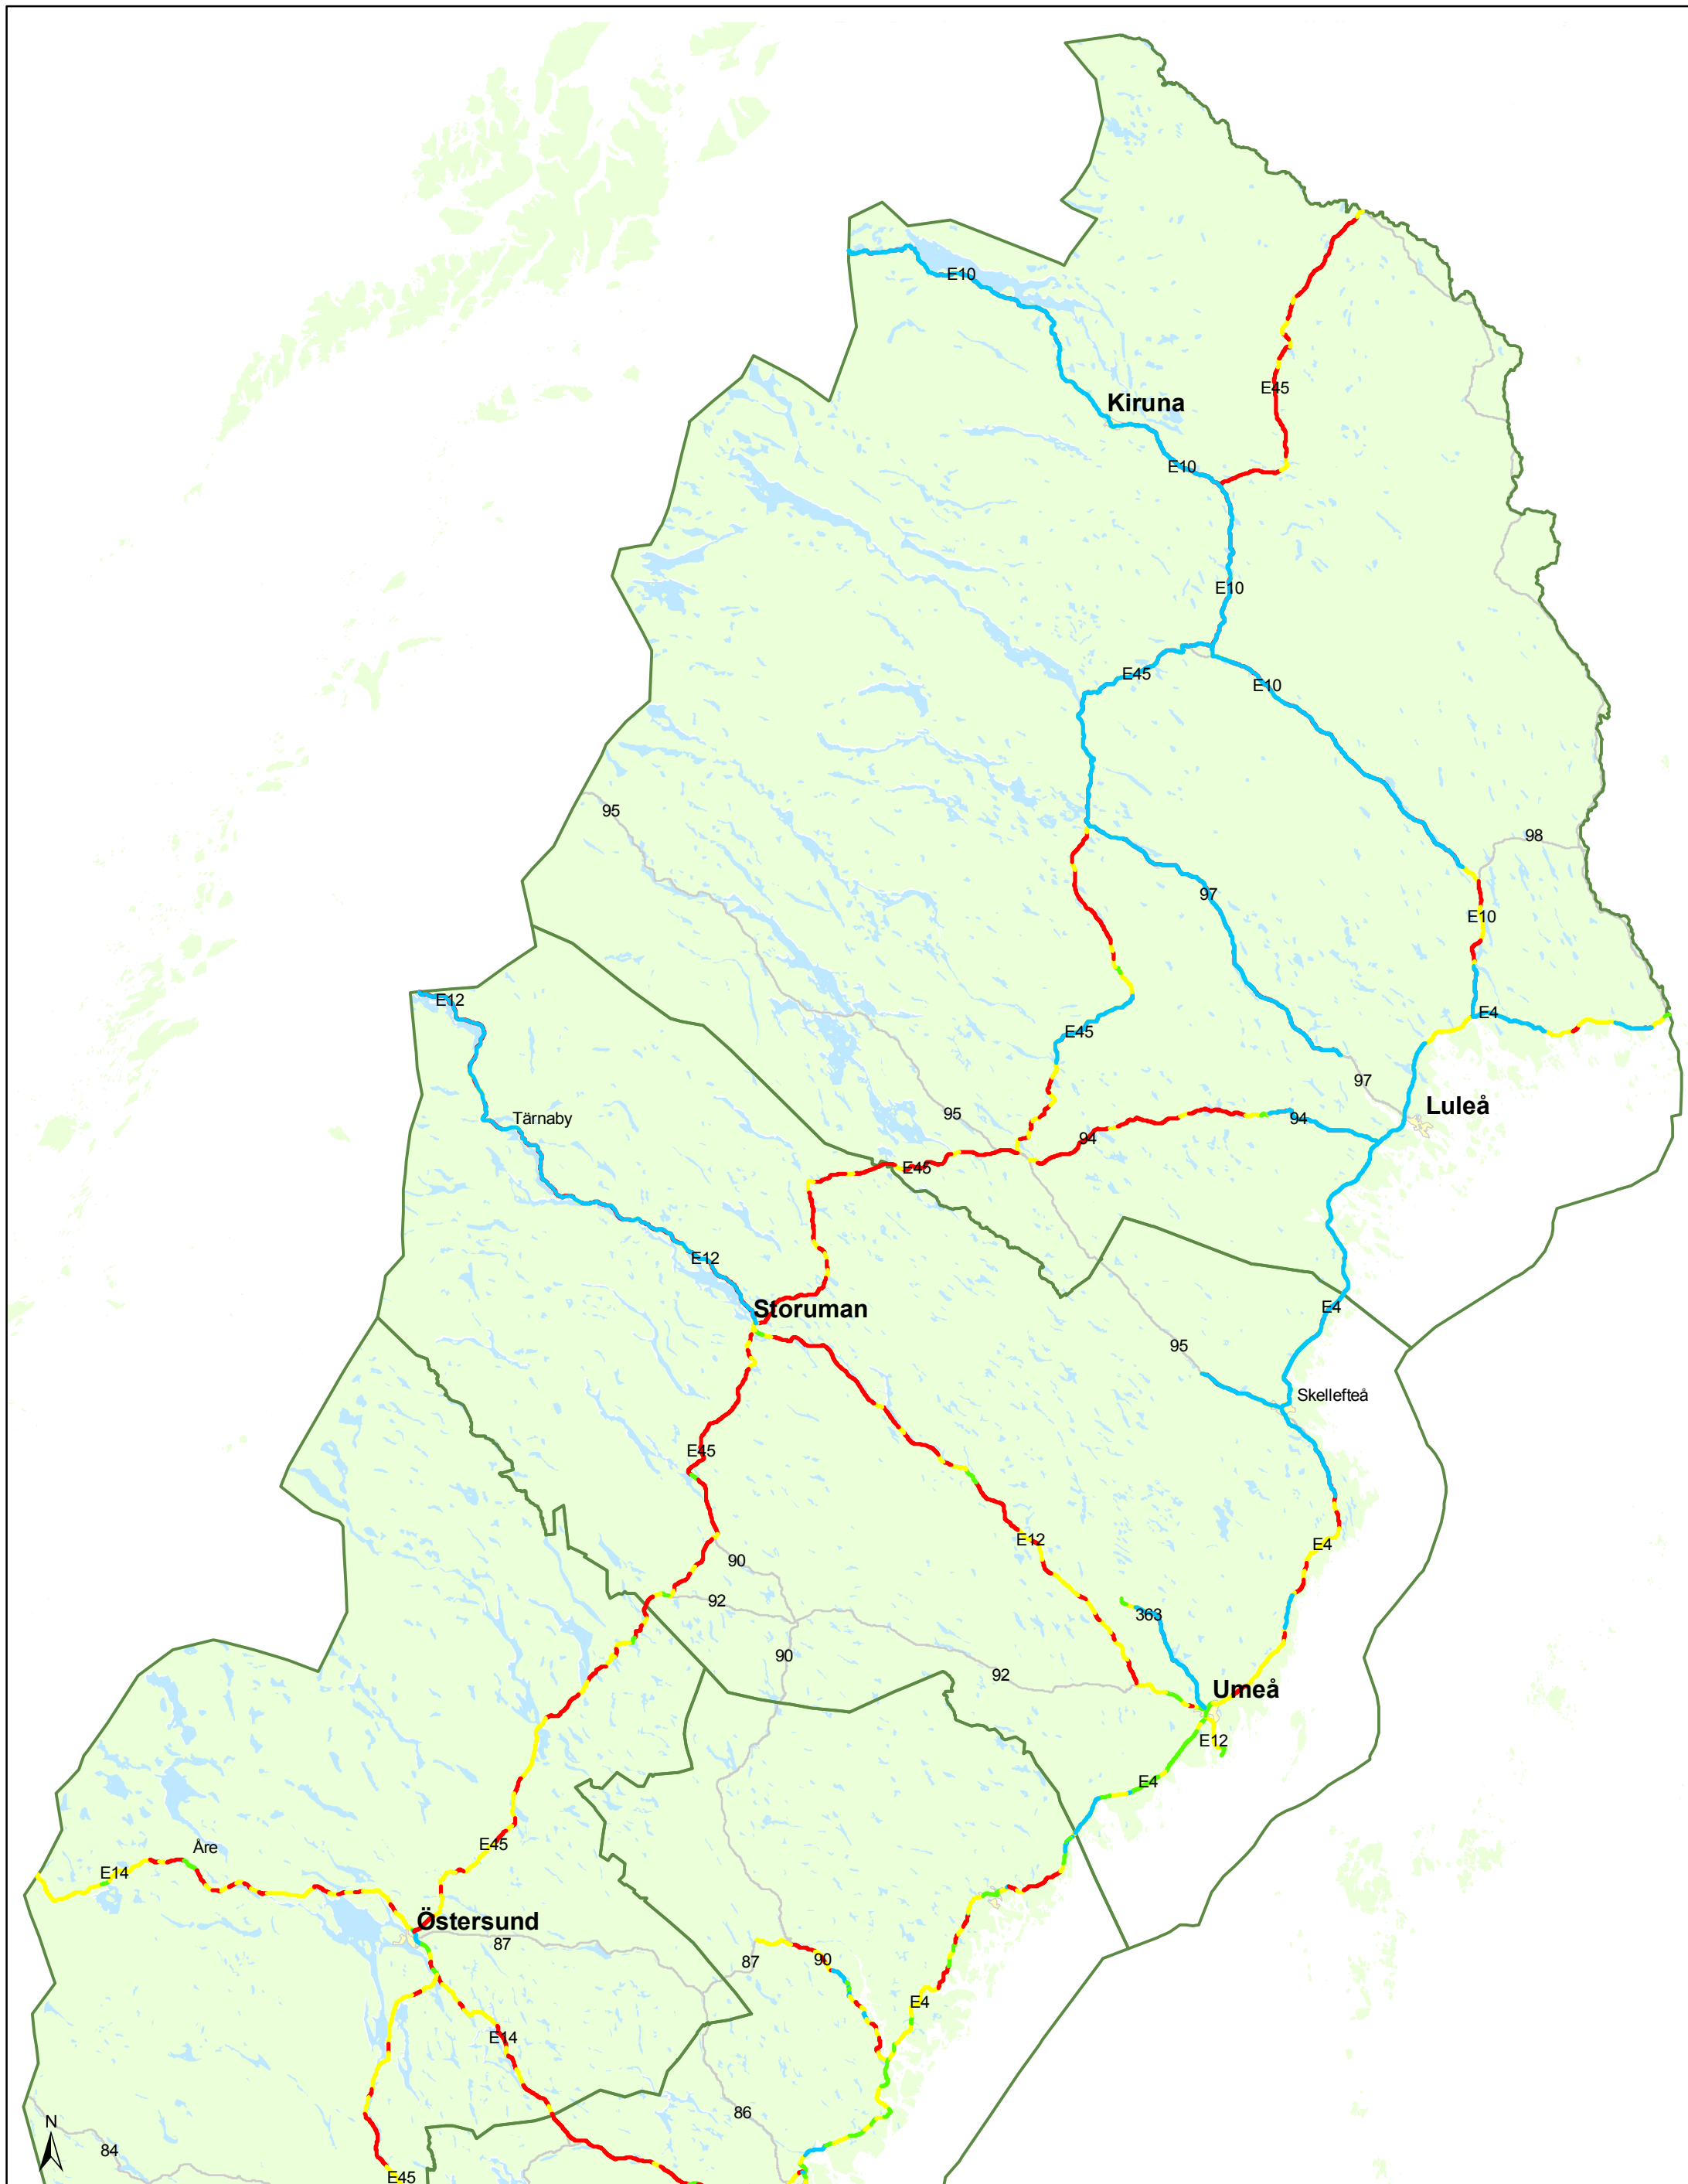 E10
Kiruna
E45
E10
E10
E45
E10
95
98
97
E10
E12
E4
E45
97
Luleå
95
Tärnaby
94
94
E45
E12
Storuman
E4
95
Skellefteå
E45
E12
E4
90
92
363
90
92
Umeå
E12
E4
E45
Åre
E14
Östersund
87
87
90
E4
E14
86
N
84
E45